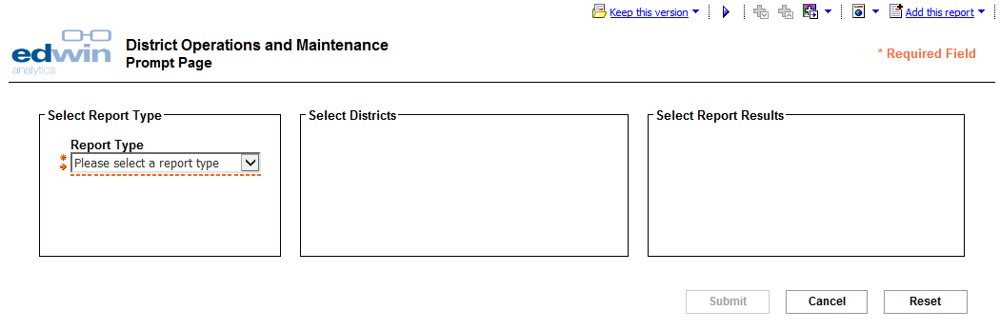 Keep this version
Add this report
edwin
analytics
District Operations and Maintenance
Prompt Page
* Required Field
Select Report Type
Select Districts
Select Report Results
Report Type
*
Please select a report type
Submit
Cancel
Reset